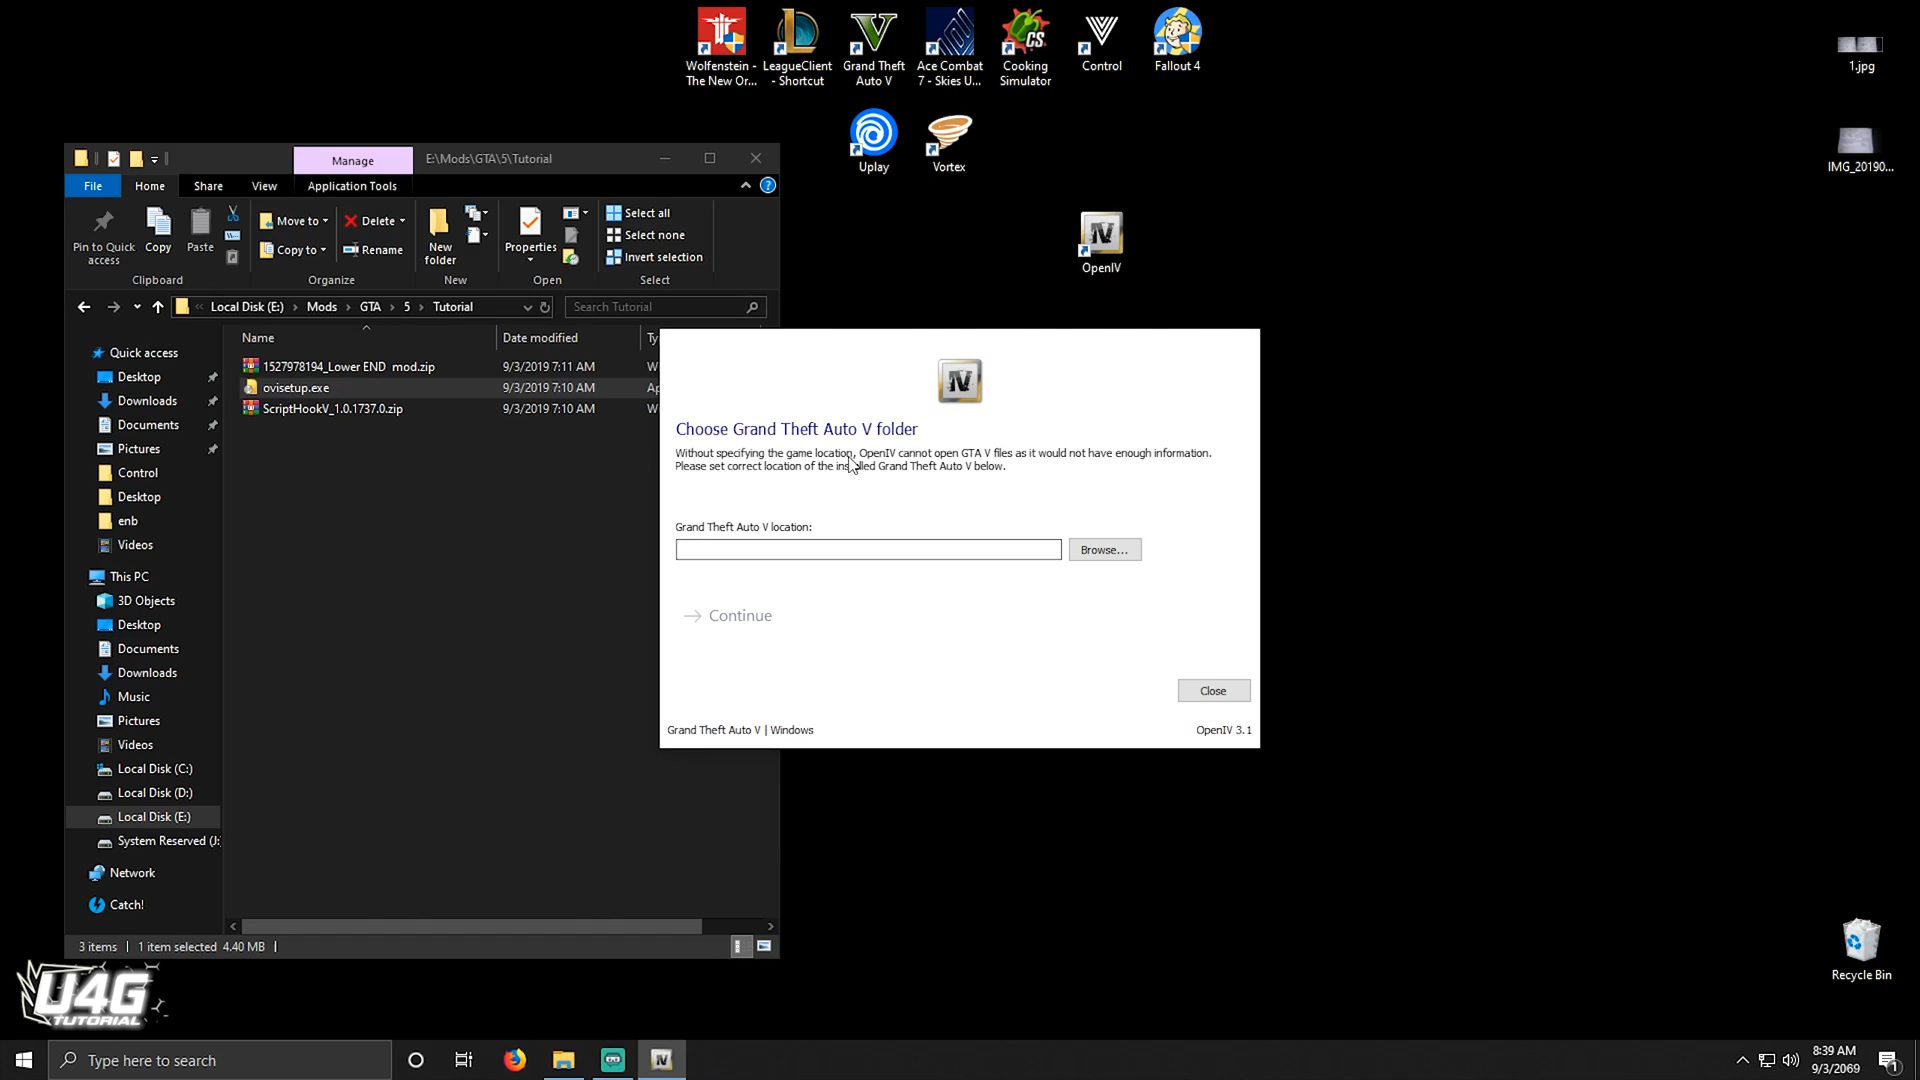 Wolfenstein -
The New Or...
LeagueClient
- Shortcut
Grand Theft
Auto V
Ace Combat
7 - Skies U...
CS
Cooking
Simulator
Control
Fallout 4
1.jpg
Uplay
Vortex
IMG_20190...
IV
OpenIV
Manage
E:\Mods\GTA\5\Tutorial
File
Home
Share
View
Application Tools
Pin to Quick
access
Copy
Paste
Move to
Copy to
Delete
Rename
New
folder
Properties
Select all
Select none
Invert selection
Clipboard
Organize
New
Open
Select
Local Disk (E:)
Mods
GTA
5
Tutorial
Search Tutorial
Name
Date modified
Ty
1527978194_Lower END mod.zip
9/3/2019 7:11 AM
W
ovisetup.exe
9/3/2019 7:10 AM
Ap
ScriptHookV_1.0.1737.0.zip
9/3/2019 7:10 AM
W
Quick access
Desktop
Downloads
Documents
Pictures
Control
Desktop
enb
Videos
This PC
3D Objects
Desktop
Documents
Downloads
Music
Pictures
Videos
Local Disk (C:)
Local Disk (D:)
Local Disk (E:)
System Reserved (J:
Network
Catch!
3 items
1 item selected 4.40 MB
IV
Choose Grand Theft Auto V folder
Without specifying the game location, OpenIV cannot open GTA V files as it would not have enough information.
Please set correct location of the installed Grand Theft Auto V below.
Grand Theft Auto V location:
Browse...
Continue
Close
Grand Theft Auto V | Windows
OpenIV 3.1
U4G
TUTORIAL
Recycle Bin
Type here to search
IV
8:39 AM
9/3/2069
1